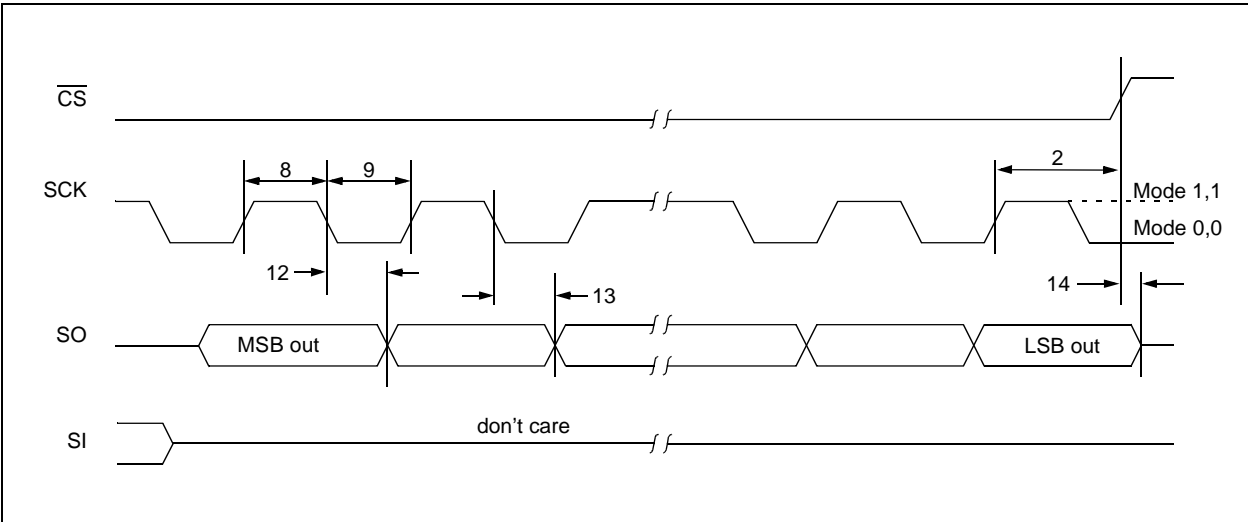 CS
SCK
8
9
2
Mode 1,1
Mode 0,0
12
13
14
SO
MSB out
LSB out
SI
don't care